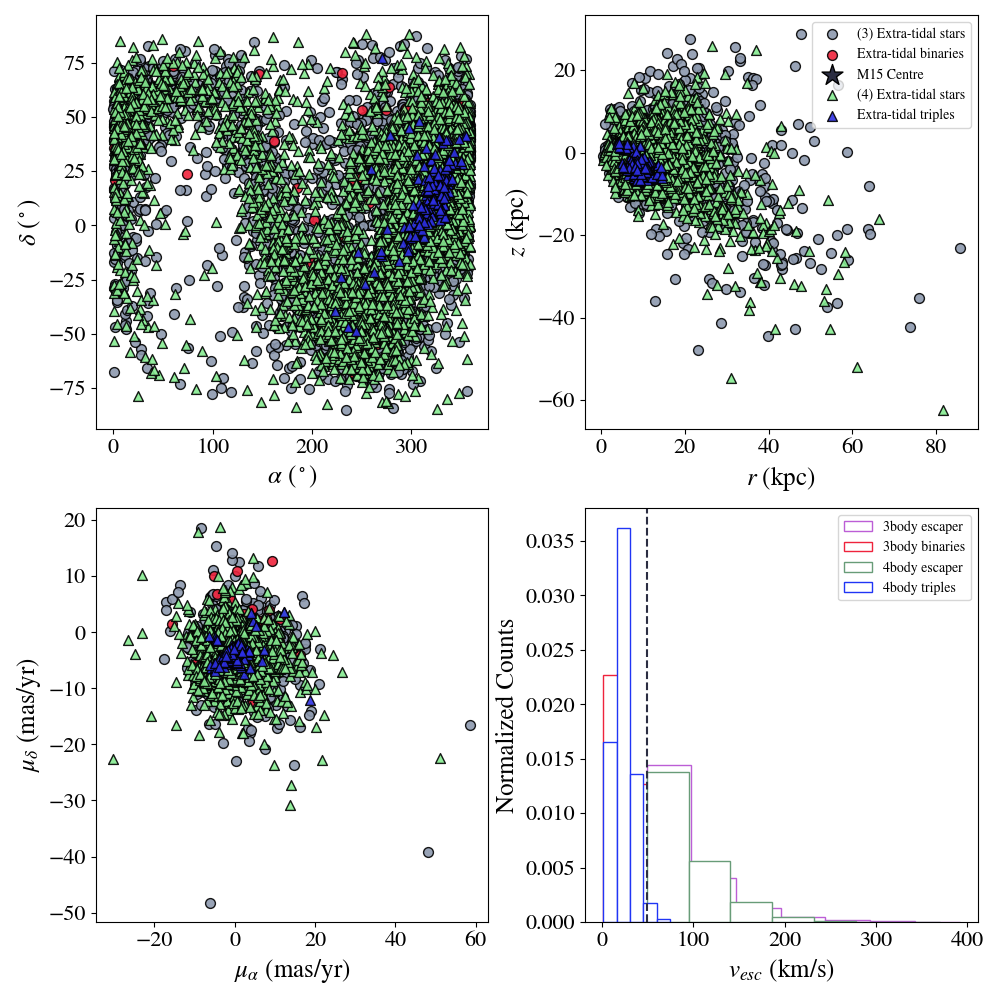 75
50
25
0
−25
−50
−75
δ (°)
0
100
200
300
α (°)
20
0
−20
−40
−60
z (kpc)
0
20
40
60
80
r (kpc)
(3) Extra-tidal stars
Extra-tidal binaries
M15 Centre
(4) Extra-tidal stars
Extra-tidal triples
20
10
0
−10
−20
−30
−40
−50
μδ (mas/yr)
−20
0
20
40
60
μα (mas/yr)
0.035
0.030
0.025
0.020
0.015
0.010
0.005
0.000
Normalized Counts
0
100
200
300
400
vesc (km/s)
3body escaper
3body binaries
4body escaper
4body triples